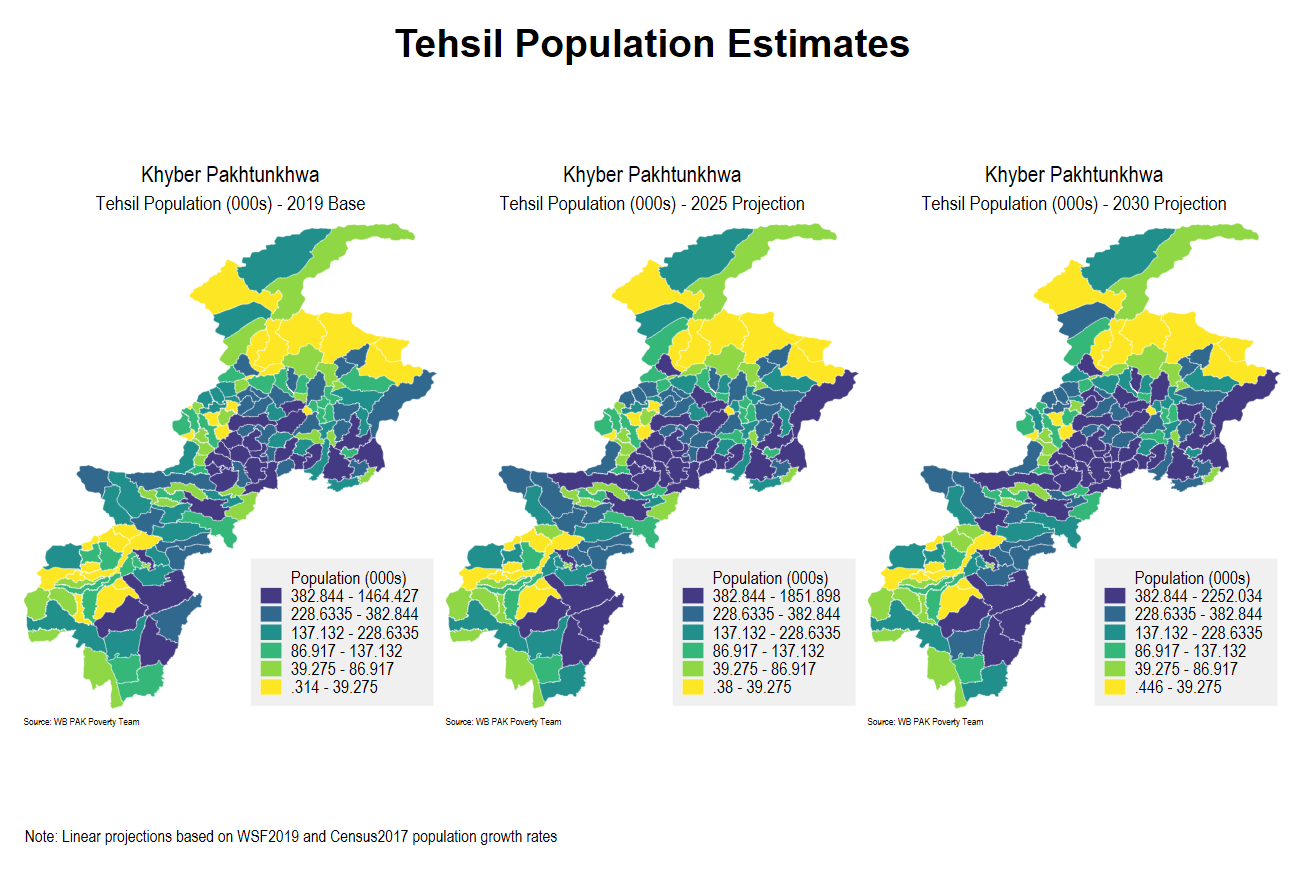 Tehsil Population Estimates
Khyber Pakhtunkhwa
Tehsil Population (000s) - 2019 Base
Population (000s)
382.844 - 1464.427
228.6335 - 382.844
137.132 - 228.6335
86.917 - 137.132
39.275 - 86.917
.314 - 39.275
Source: WB PAK Poverty Team
Khyber Pakhtunkhwa
Tehsil Population (000s) - 2025 Projection
Population (000s)
382.844 - 1851.898
228.6335 - 382.844
137.132 - 228.6335
86.917 - 137.132
39.275 - 86.917
.38 - 39.275
Source: WB PAK Poverty Team
Khyber Pakhtunkhwa
Tehsil Population (000s) - 2030 Projection
Population (000s)
382.844 - 2252.034
228.6335 - 382.844
137.132 - 228.6335
86.917 - 137.132
39.275 - 86.917
.446 - 39.275
Source: WB PAK Poverty Team
Note: Linear projections based on WSF2019 and Census2017 population growth rates